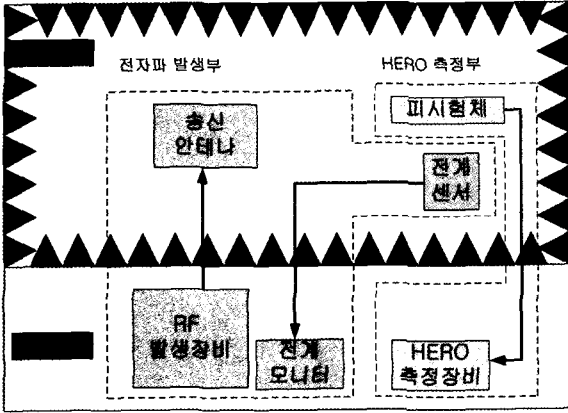 전자파 발생부
HERO 측정부
송신
안테나
피시험체
전계
센서
RF
발생장비
전계
모니터
HERO
측정장비